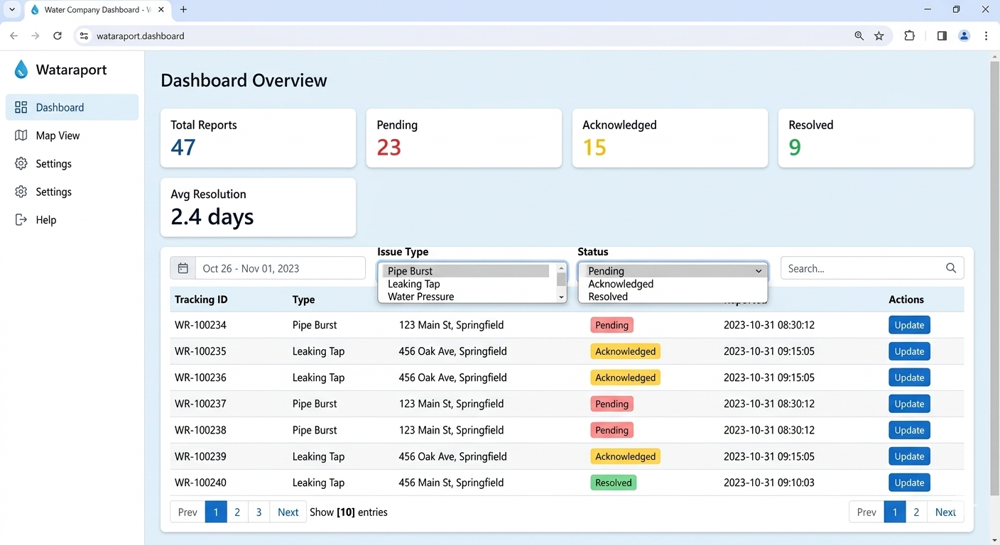 Water Company Dashboard - W
wataraport.dashboard
Wataraport
Dashboard
Map View
Settings
Settings
Help
Dashboard Overview
Total Reports
47
Pending
23
Acknowledged
15
Resolved
9
Avg Resolution
2.4 days
Oct 26 - Nov 01, 2023
Issue Type
Pipe Burst
Leaking Tap
Water Pressure
Status
Pending
Acknowledged
Resolved
Search...
Tracking ID Type Reported Actions
WR-100234 Pipe Burst 123 Main St, Springfield Pending 2023-10-31 08:30:12 Update
WR-100235 Leaking Tap 456 Oak Ave, Springfield Acknowledged 2023-10-31 09:15:05 Update
WR-100236 Leaking Tap 456 Oak Ave, Springfield Acknowledged 2023-10-31 09:15:05 Update
WR-100237 Pipe Burst 123 Main St, Springfield Pending 2023-10-31 08:30:12 Update
WR-100238 Pipe Burst 123 Main St, Springfield Pending 2023-10-31 08:30:12 Update
WR-100239 Leaking Tap 456 Oak Ave, Springfield Acknowledged 2023-10-31 09:15:05 Update
WR-100240 Leaking Tap 456 Main St, Springfield Resolved 2023-10-31 09:10:03 Update
Prev 1 2 3 Next Show [10] entries Prev 1 2 Next